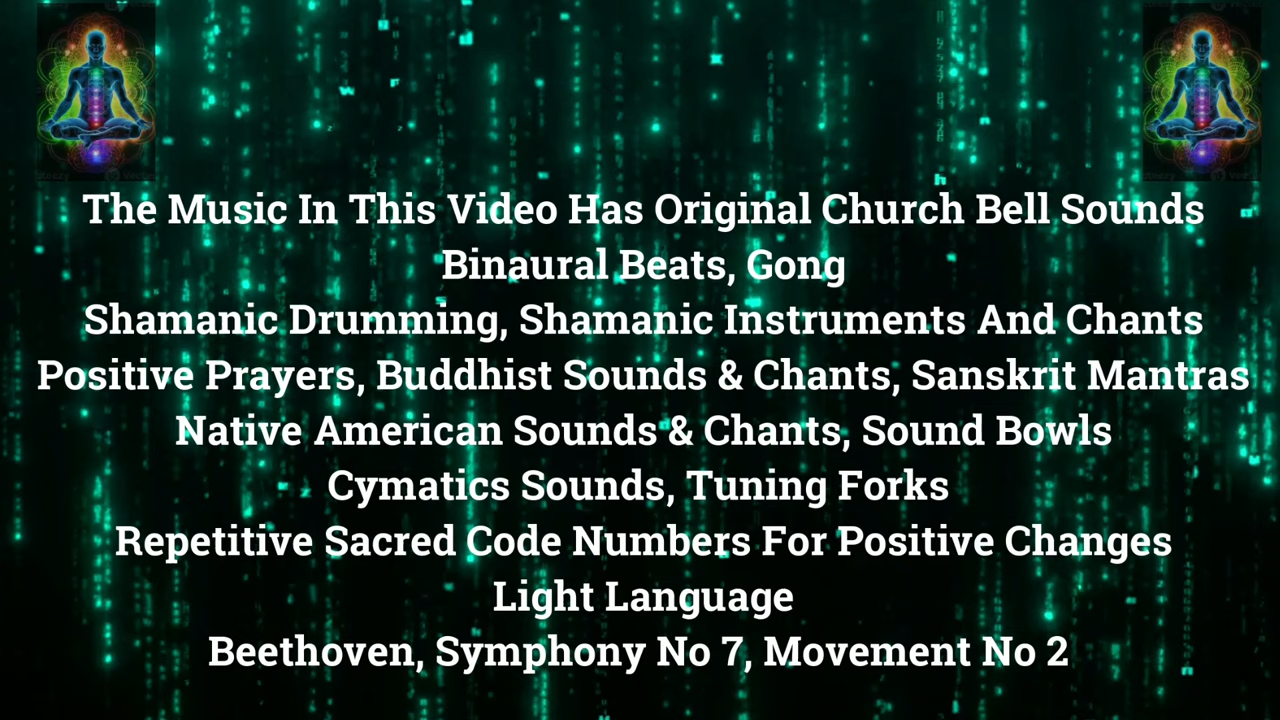 The Music In This Video Has Original Church Bell Sounds
Binaural Beats, Gong
Shamanic Drumming, Shamanic Instruments And Chants
Positive Prayers, Buddhist Sounds & Chants, Sanskrit Mantras
Native American Sounds & Chants, Sound Bowls
Cymatics Sounds, Tuning Forks
Repetitive Sacred Code Numbers For Positive Changes
Light Language
Beethoven, Symphony No 7, Movement No 2